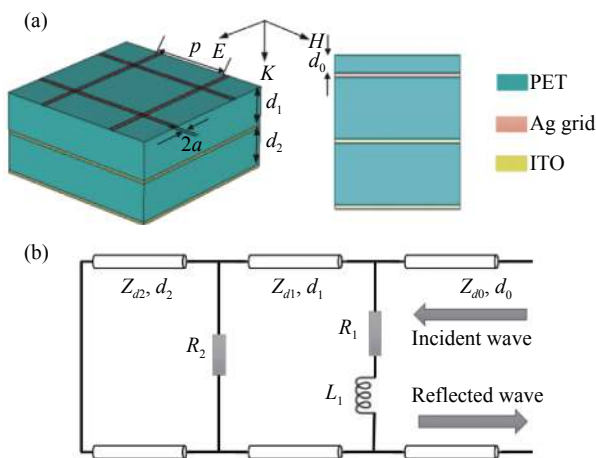 (a)
p
E
H
K
d0
d1
d2
2a
PET
Ag grid
ITO
(b)
Zd2, d2
Zd1, d1
Zd0, d0
R2
R1
L1
Incident wave
Reflected wave